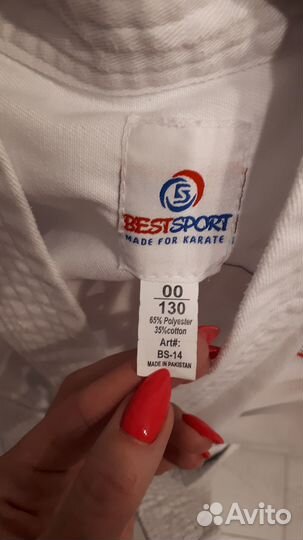 BESTSPORT
MADE FOR KARATE
00
130
65% Polyester
35%cotton
Art#:
BS-14
MADE IN PAKISTAN
Avito